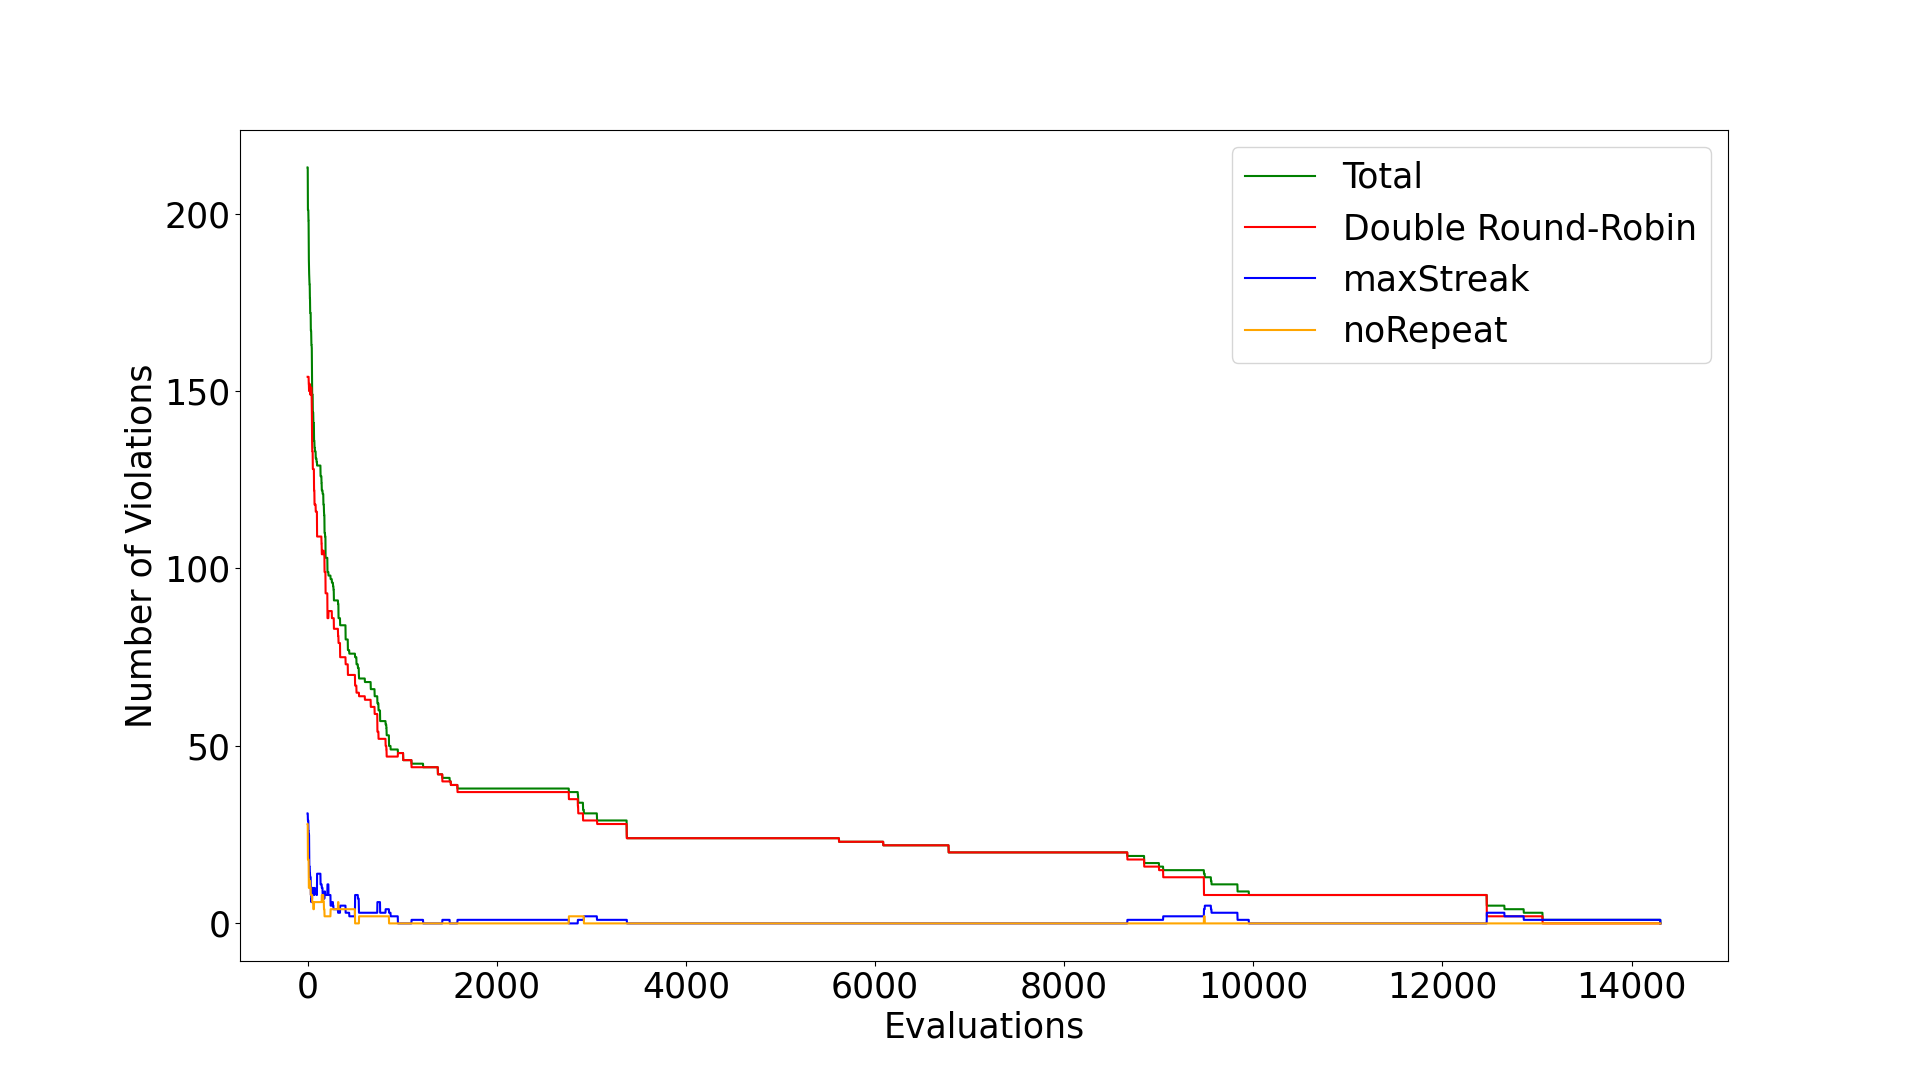 Total
Double Round-Robin
maxStreak
noRepeat
Number of Violations
200
150
100
50
0
0 2000 4000 6000 8000 10000 12000 14000
Evaluations